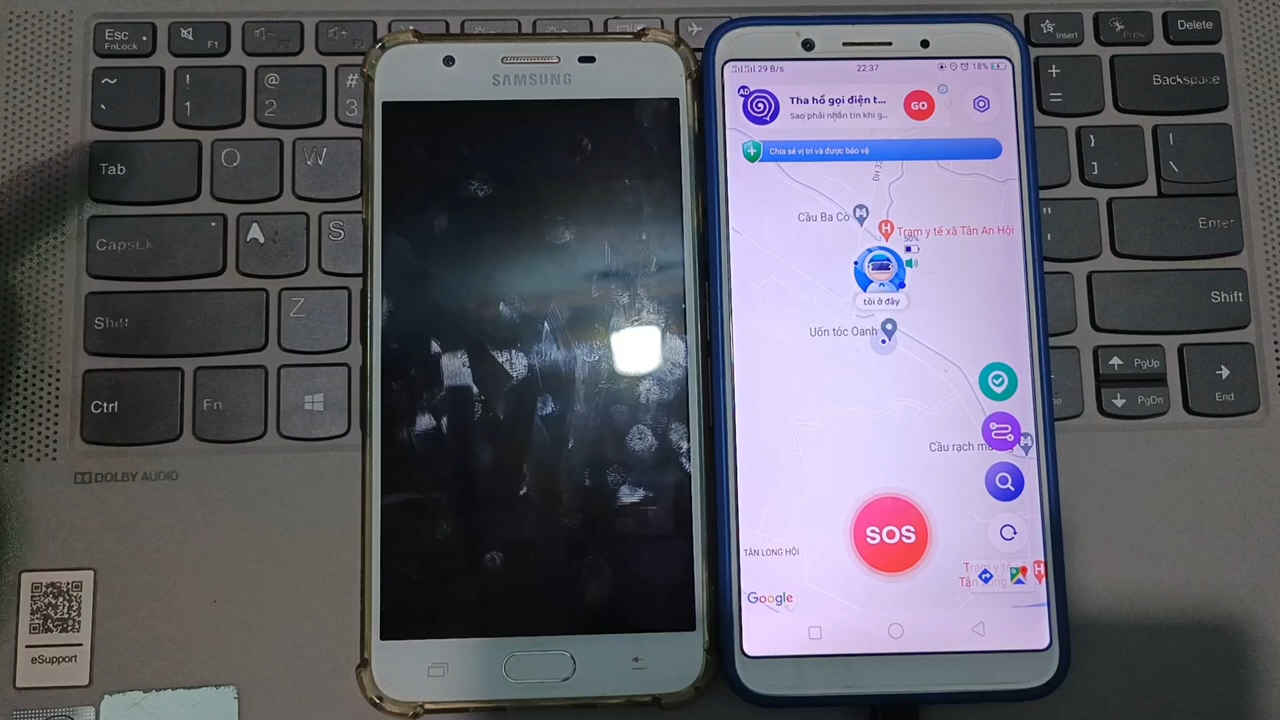 Esc
FnLock
F1
Delete
Insert
~
`
!
1
@
2
#
3
+
=
Backspace
Tab
Q
W
}
]
|
\
A
S
"
'
Enter
Z
Shift
Ctrl
Fn
PgUp
PgDn
End
DOLBY AUDIO
eSupport
SAMSUNG
29 B/s
22:37
18%
AD
Tha hồ gọi điện t...
Sao phải nhắn tin khi g...
GO
Chia sẻ vị trí và được bảo vệ
Cầu Ba Cò
H
Trạm y tế xã Tân An Hội
50%
tôi ở đây
Uốn tóc Oanh
Cầu rạch
SOS
TÂN LONG HỘI
Google
H